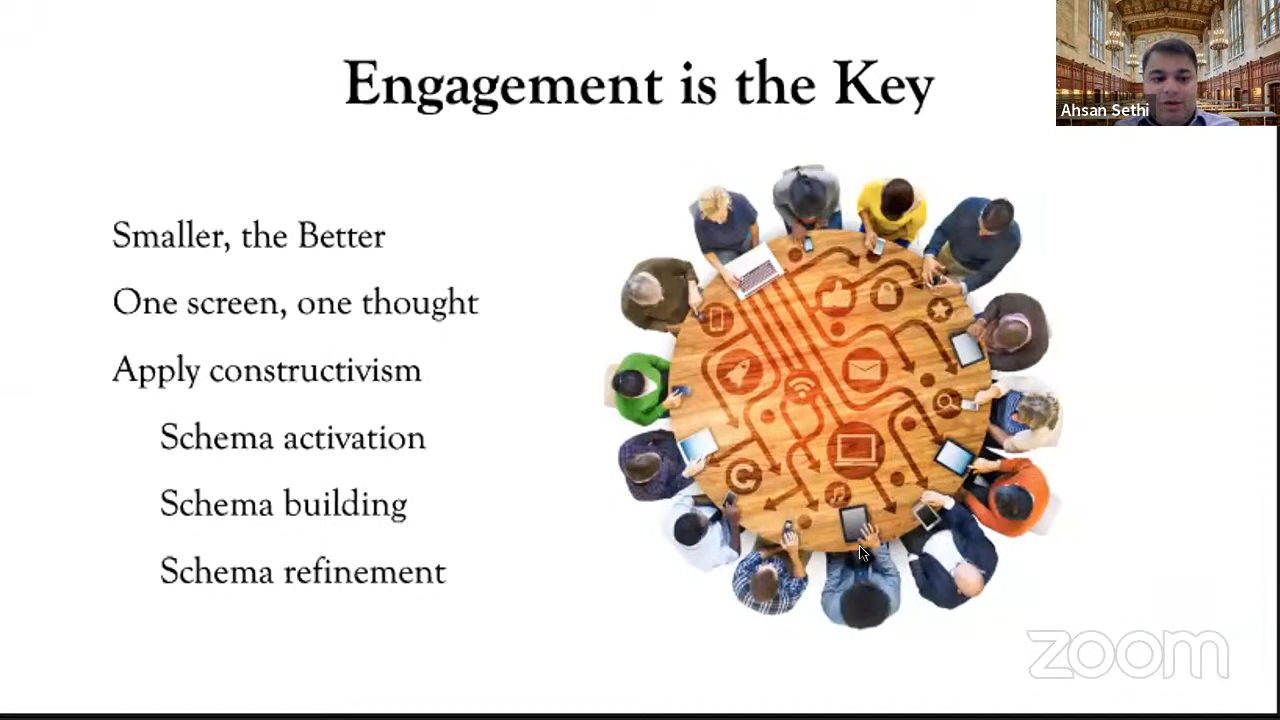 Engagement is the Key
Ahsan Sethi
Smaller, the Better
One screen, one thought
Apply constructivism
Schema activation
Schema building
Schema refinement
zoom